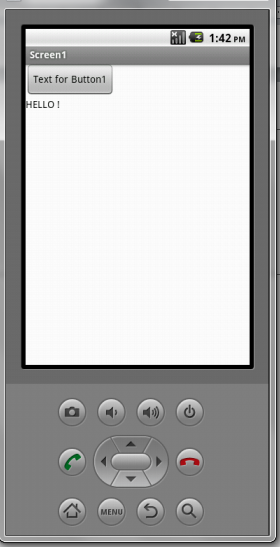 1:42 PM
Screen1
Text for Button1
HELLO !
MENU